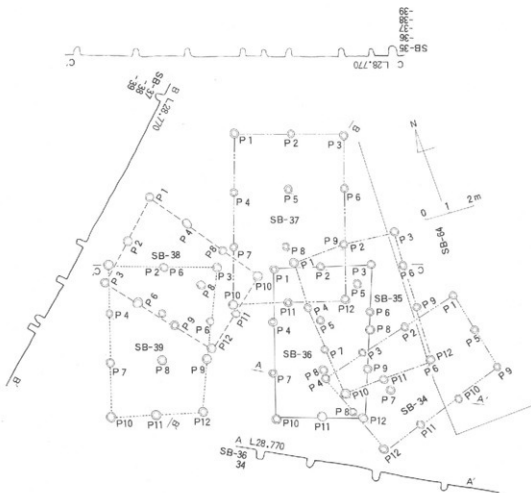 SB-35
-36
-37
-38
-39
C'
L28.770
C
SB-37
-38
-39
B
L28.770
B'
N
0 1 2m
SB-64
P1 P2 P3
P4 P5 P6
SB-37
P7 P8 P9
P10 P11 P12
P1
P2 P4
P8
SB-38
P3 P6 P9
P10
P12
C'
P2 P3
P4 P6 P8
SB-39
P7 P8 P9
P10 P11 P12
B'
B
P1 P2 P3
P4 P5 P6
SB-36
P7 P8 P9
P10 P11 P12
A
P1 P2 P3
P4 P5 P6
SB-35
P7 P8 P9
P10 P11 P12
C
P1 P2 P3 P4
P5 P6 P7 P8
SB-34
P9 P10 P11 P12
A'
A L28.770
SB-36
34
A'